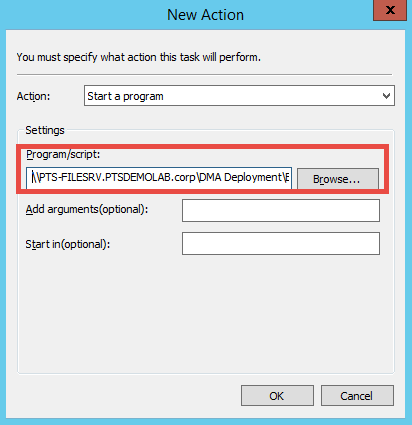 New Action
x
You must specify what action this task will perform.
Action:
Start a program
Settings
Program/script:
\\PTS-FILESRV.PTSDEMOLAB.corp\DMA Deployment\E
Browse...
Add arguments(optional):
Start in(optional):
OK
Cancel